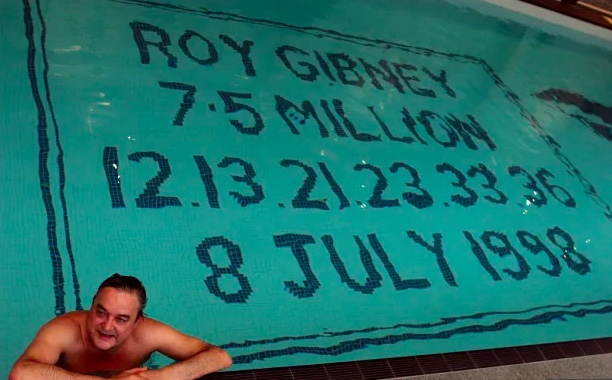 ROY GIBNEY
7.5 MILLION
12.13.21.23.33.36
8 JULY 1998